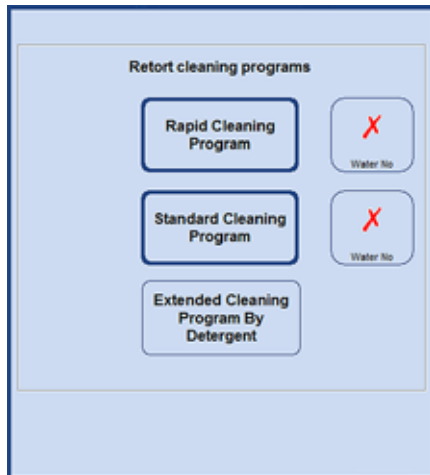 Retort cleaning programs
Rapid Cleaning
Program
Water No
Standard Cleaning
Program
Water No
Extended Cleaning
Program By
Detergent